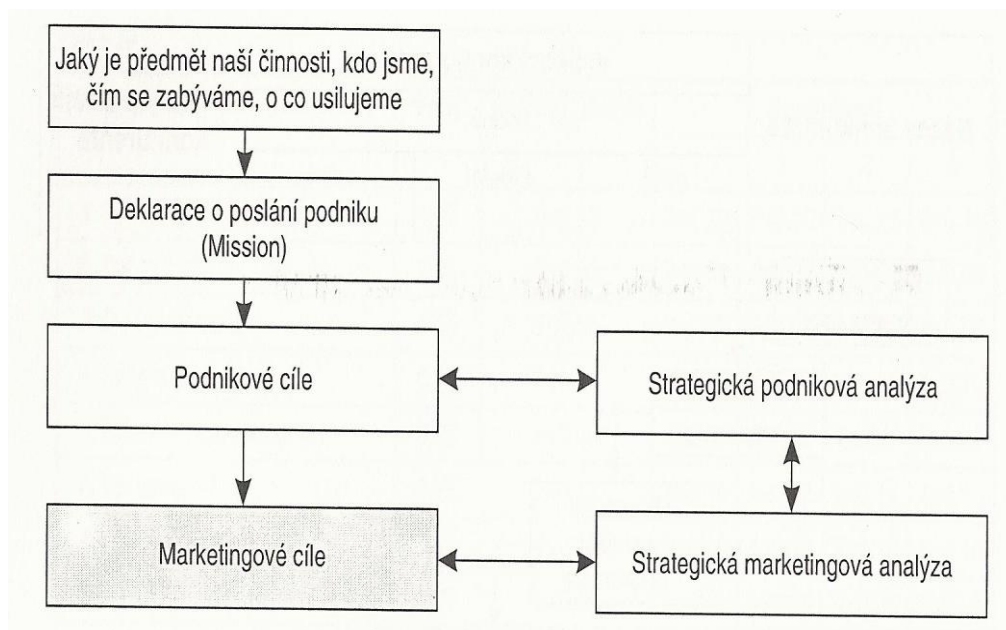 Jaký je předmět naší činnosti, kdo jsme,
čím se zabýváme, o co usilujeme
Deklarace o poslání podniku
(Mission)
Podnikové cíle
Strategická podniková analýza
Marketingové cíle
Strategická marketingová analýza